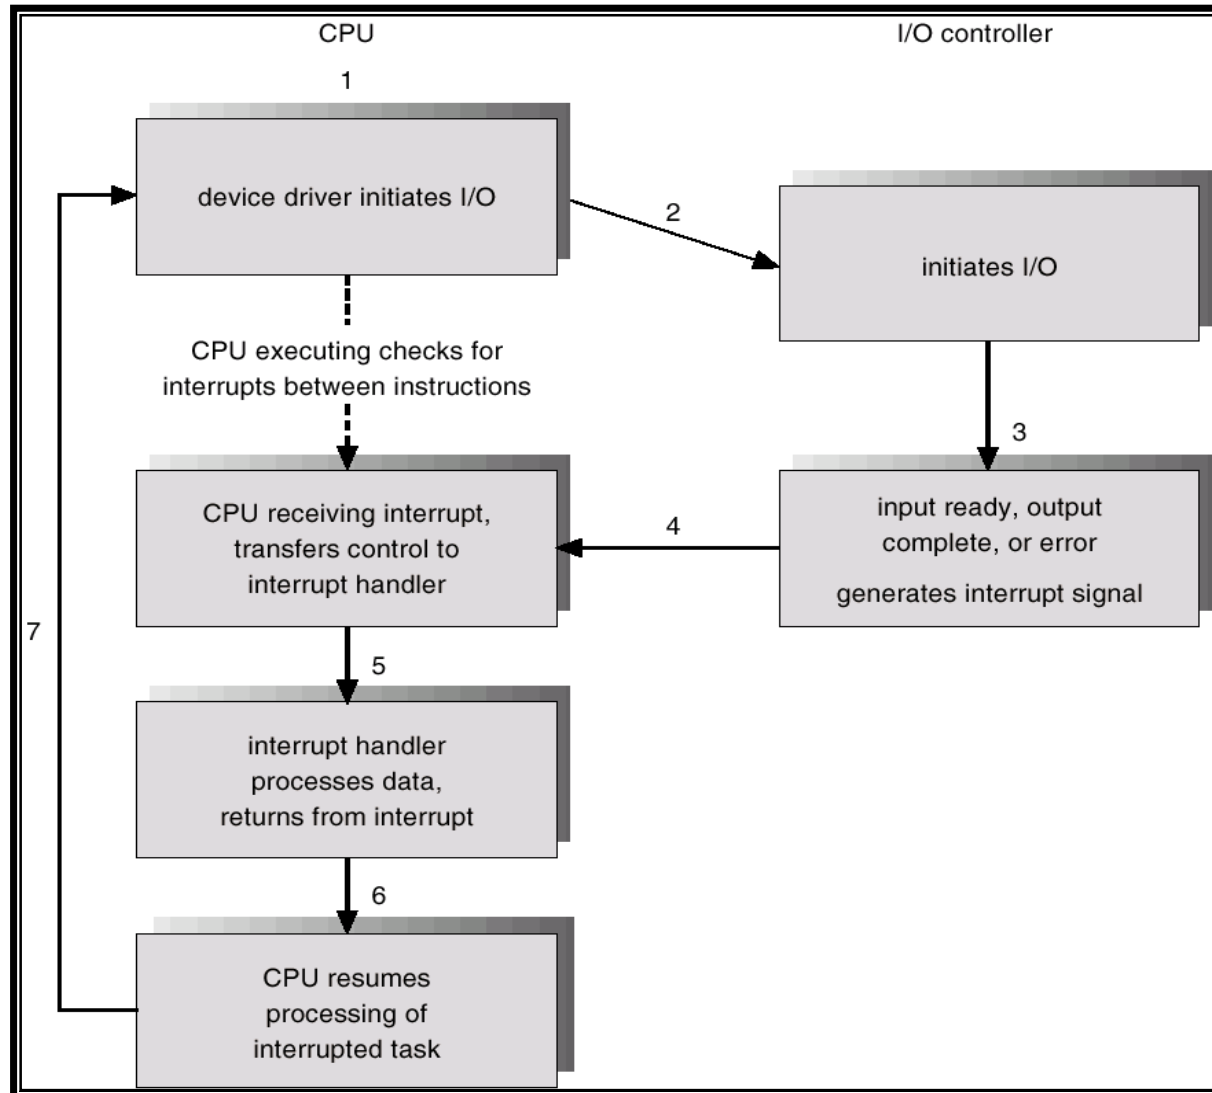 CPU
I/O controller
1
device driver initiates I/O
2
initiates I/O
CPU executing checks for
interrupts between instructions
3
CPU receiving interrupt,
transfers control to
interrupt handler
4
input ready, output
complete, or error
generates interrupt signal
7
5
interrupt handler
processes data,
returns from interrupt
6
CPU resumes
processing of
interrupted task